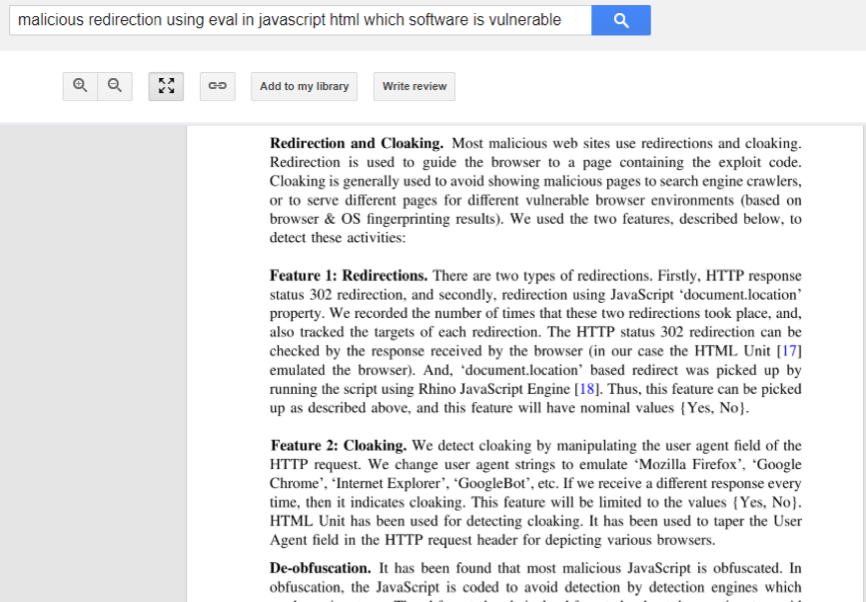 malicious redirection using eval in javascript html which software is vulnerable
Add to my library
Write review
Redirection and Cloaking. Most malicious web sites use redirections and cloaking.
Redirection is used to guide the browser to a page containing the exploit code.
Cloaking is generally used to avoid showing malicious pages to search engine crawlers,
or to serve different pages for different vulnerable browser environments (based on
browser & OS fingerprinting results). We used the two features, described below, to
detect these activities:
Feature 1: Redirections. There are two types of redirections. Firstly, HTTP response
status 302 redirection, and secondly, redirection using JavaScript ‘document.location’
property. We recorded the number of times that these two redirections took place, and,
also tracked the targets of each redirection. The HTTP status 302 redirection can be
checked by the response received by the browser (in our case the HTML Unit [17]
emulated the browser). And, ‘document.location’ based redirect was picked up by
running the script using Rhino JavaScript Engine [18]. Thus, this feature can be picked
up as described above, and this feature will have nominal values {Yes, No}.
Feature 2: Cloaking. We detect cloaking by manipulating the user agent field of the
HTTP request. We change user agent strings to emulate ‘Mozilla Firefox’, ‘Google
Chrome’, ‘Internet Explorer’, ‘GoogleBot’, etc. If we receive a different response every
time, then it indicates cloaking. This feature will be limited to the values {Yes, No}.
HTML Unit has been used for detecting cloaking. It has been used to taper the User
Agent field in the HTTP request header for depicting various browsers.
De-obfuscation. It has been found that most malicious JavaScript is obfuscated. In
obfuscation, the JavaScript is coded to avoid detection by detection engines which